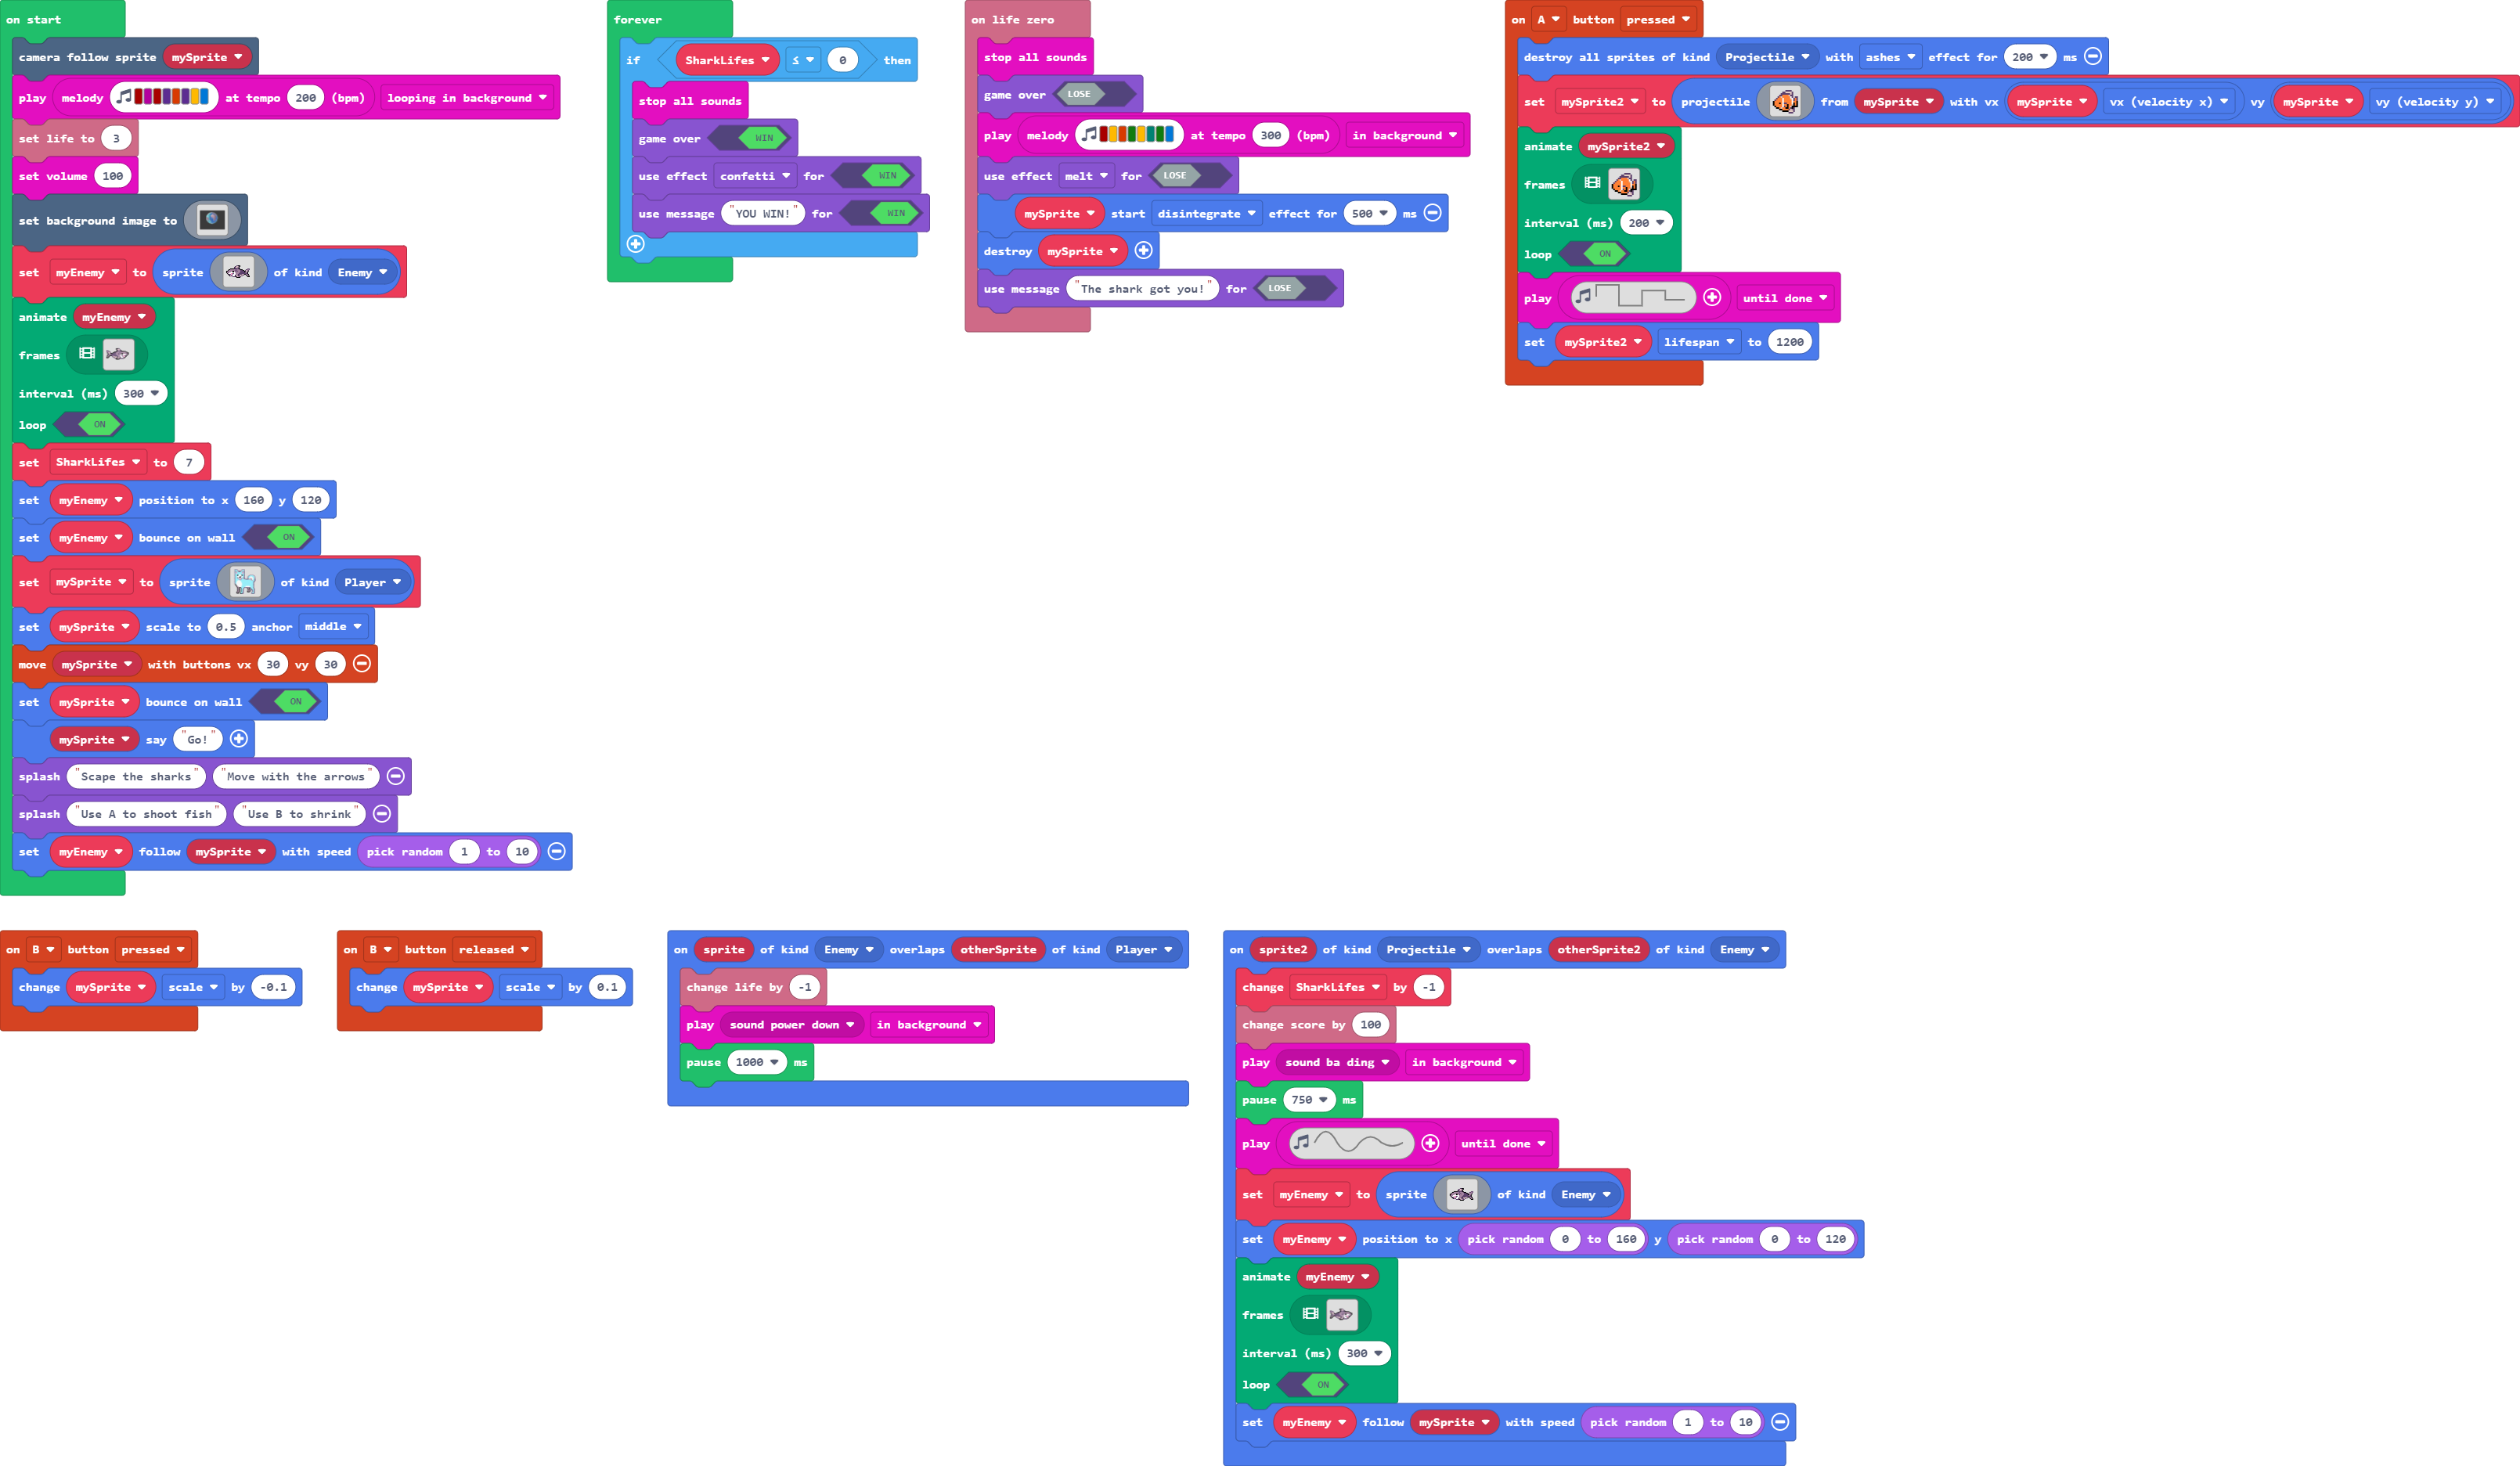 on start
camera follow sprite mySprite
play melody at tempo 200 (bpm) looping in background
set life to 3
set volume 100
set background image to
set myEnemy to sprite of kind Enemy
animate myEnemy
frames
interval (ms) 300
loop ON
set SharkLifes to 7
set myEnemy position to x 160 y 120
set myEnemy bounce on wall ON
set mySprite to sprite of kind Player
set mySprite scale to 0.5 anchor middle
move mySprite with buttons vx 30 vy 30
set mySprite bounce on wall ON
mySprite say "Go!"
splash "Scape the sharks" "Move with the arrows"
splash "Use A to shoot fish" "Use B to shrink"
set myEnemy follow mySprite with speed pick random 1 to 10
forever
if SharkLifes ≤ 0 then
stop all sounds
game over WIN
use effect confetti for WIN
use message "YOU WIN!" for WIN
on life zero
stop all sounds
game over LOSE
play melody at tempo 300 (bpm) in background
use effect melt for LOSE
mySprite start disintegrate effect for 500 ms
destroy mySprite
use message "The shark got you!" for LOSE
on A button pressed
destroy all sprites of kind Projectile with ashes effect for 200 ms
set mySprite2 to projectile from mySprite with vx mySprite vx (velocity x) vy mySprite vy (velocity y)
animate mySprite2
frames
interval (ms) 200
loop ON
play until done
set mySprite2 lifespan to 1200
on B button pressed
change mySprite scale by -0.1
on B button released
change mySprite scale by 0.1
on sprite of kind Enemy overlaps otherSprite of kind Player
change life by -1
play sound power down in background
pause 1000 ms
on sprite2 of kind Projectile overlaps otherSprite2 of kind Enemy
change SharkLifes by -1
change score by 100
play sound ba ding in background
pause 750 ms
play until done
set myEnemy to sprite of kind Enemy
set myEnemy position to x pick random 0 to 160 y pick random 0 to 120
animate myEnemy
frames
interval (ms) 300
loop ON
set myEnemy follow mySprite with speed pick random 1 to 10